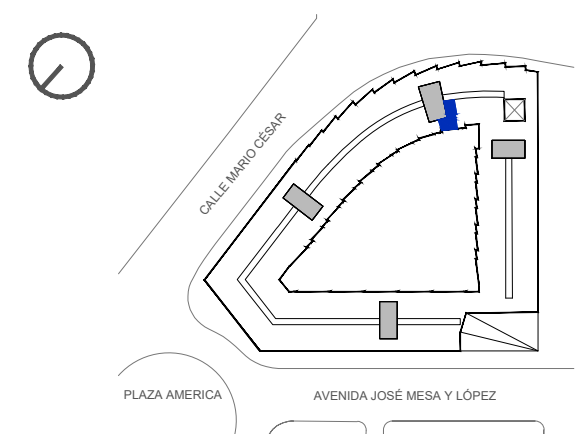 CALLE MARIO CÉSAR
PLAZA AMERICA
AVENIDA JOSÉ MESA Y LÓPEZ